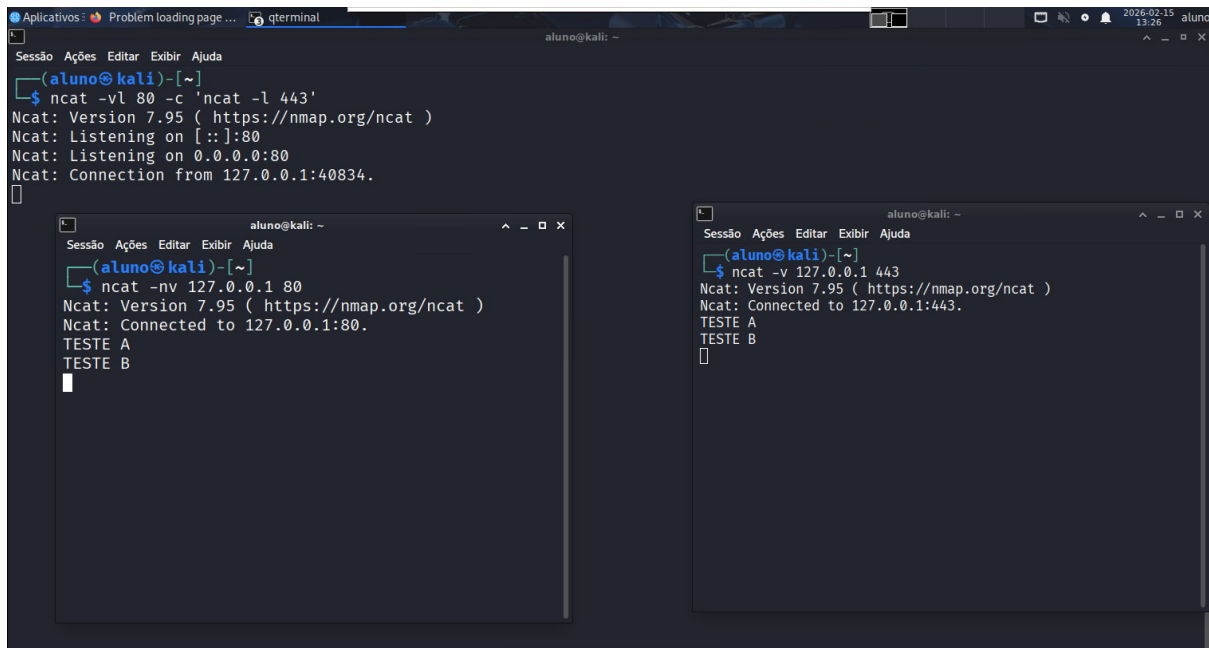 Aplicativos Problem loading page ... qterminal 2026-02-15 13:26 aluno
aluno@kali: ~
Sessão Ações Editar Exibir Ajuda
┌──(aluno㉿kali)-[~]
└─$ ncat -vl 80 -c 'ncat -l 443'
Ncat: Version 7.95 ( https://nmap.org/ncat )
Ncat: Listening on [::]:80
Ncat: Listening on 0.0.0.0:80
Ncat: Connection from 127.0.0.1:40834.
aluno@kali: ~
Sessão Ações Editar Exibir Ajuda
┌──(aluno㉿kali)-[~]
└─$ ncat -nv 127.0.0.1 80
Ncat: Version 7.95 ( https://nmap.org/ncat )
Ncat: Connected to 127.0.0.1:80.
TESTE A
TESTE B
aluno@kali: ~
Sessão Ações Editar Exibir Ajuda
┌──(aluno㉿kali)-[~]
└─$ ncat -v 127.0.0.1 443
Ncat: Version 7.95 ( https://nmap.org/ncat )
Ncat: Connected to 127.0.0.1:443.
TESTE A
TESTE B